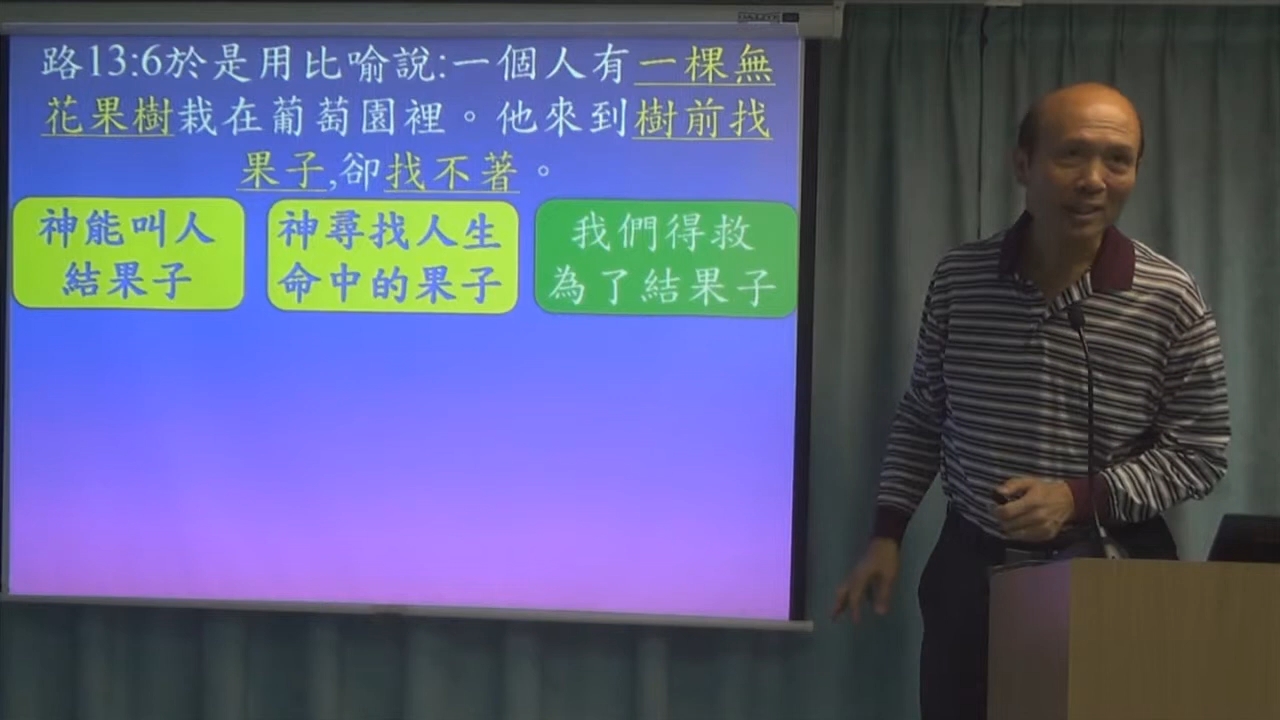 路13:6於是用比喻說:一個人有一棵無
花果樹栽在葡萄園裡。他來到樹前找
果子,卻找不著。
神能叫人
結果子
神尋找人生
命中的果子
我們得救
為了結果子